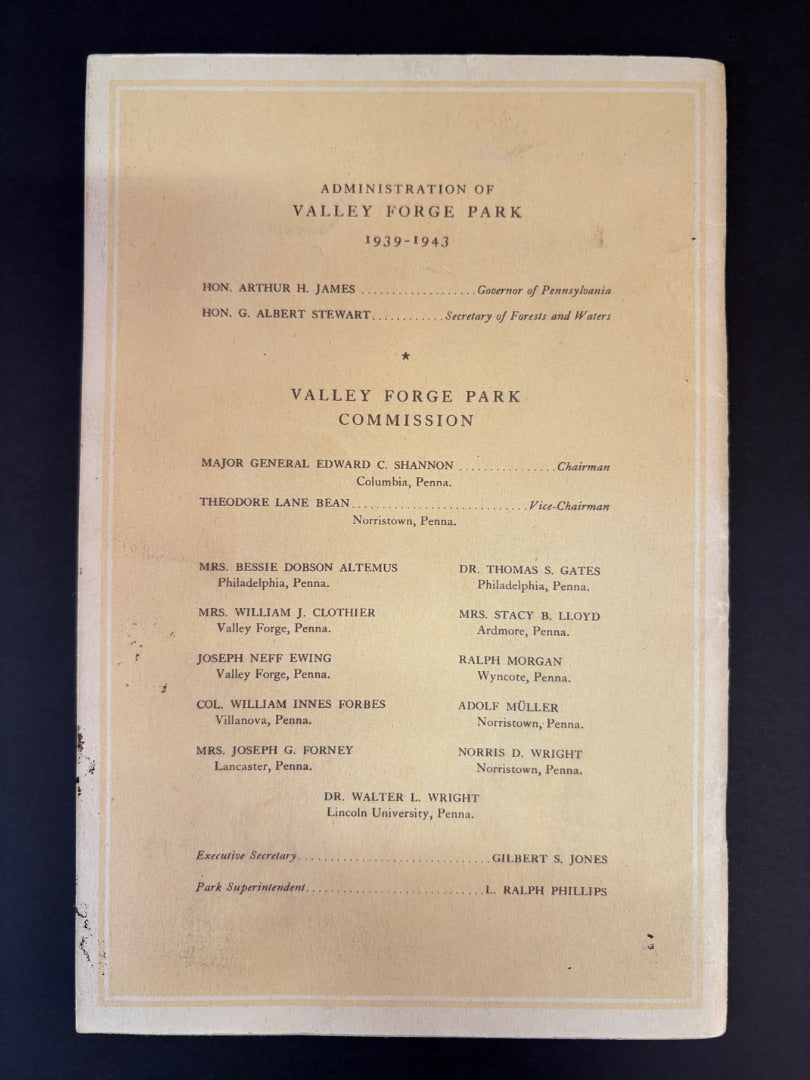 ADMINISTRATION OF
VALLEY FORGE PARK
1939-1943
HON. ARTHUR H. JAMES ...................Governor of Pennsylvania
HON. G. ALBERT STEWART............Secretary of Forests and Waters
★
VALLEY FORGE PARK
COMMISSION
MAJOR GENERAL EDWARD C. SHANNON ................Chairman
Columbia, Penna.
THEODORE LANE BEAN.............................Vice-Chairman
Norristown, Penna.
MRS. BESSIE DOBSON ALTEMUS
Philadelphia, Penna.
MRS. WILLIAM J. CLOTHIER
Valley Forge, Penna.
JOSEPH NEFF EWING
Valley Forge, Penna.
COL. WILLIAM INNES FORBES
Villanova, Penna.
MRS. JOSEPH G. FORNEY
Lancaster, Penna.
DR. THOMAS S. GATES
Philadelphia, Penna.
MRS. STACY B. LLOYD
Ardmore, Penna.
RALPH MORGAN
Wyncote, Penna.
ADOLF MÜLLER
Norristown, Penna.
NORRIS D. WRIGHT
Norristown, Penna.
DR. WALTER L. WRIGHT
Lincoln University, Penna.
Executive Secretary...............................GILBERT S. JONES
Park Superintendent.............................L. RALPH PHILLIPS